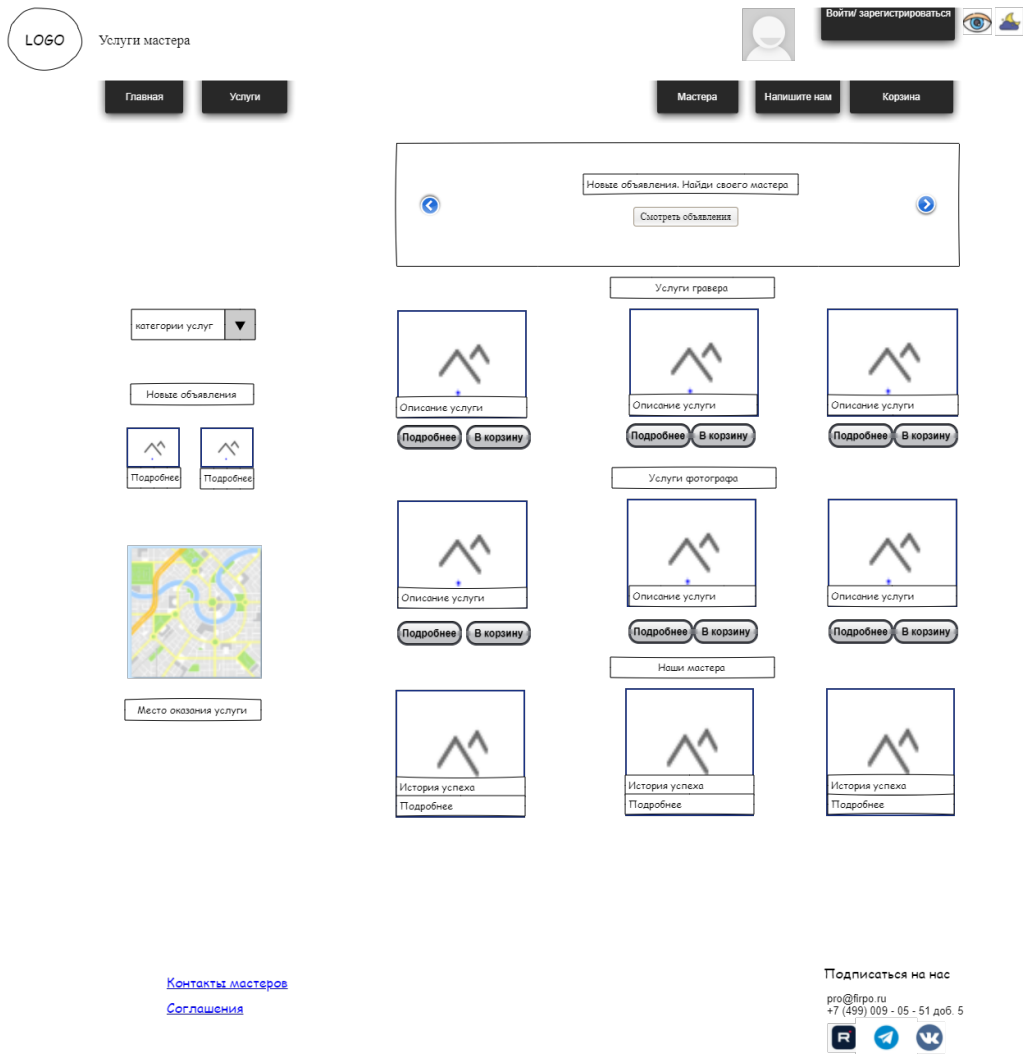 LOGO
Услуги мастера
Войти/ зарегистрироваться
Главная
Услуги
Мастера
Напишите нам
Корзина
Новые объявления. Найди своего мастера
Смотреть объявления
категории услуг
Новые объявления
Подробнее
Подробнее
Место оказания услуги
Услуги гравера
Описание услуги
Описание услуги
Описание услуги
Подробнее
В корзину
Подробнее
В корзину
Подробнее
В корзину
Услуги фотографа
Описание услуги
Описание услуги
Описание услуги
Подробнее
В корзину
Подробнее
В корзину
Подробнее
В корзину
Наши мастера
История успеха
История успеха
История успеха
Подробнее
Подробнее
Подробнее
Контакты мастеров
Соглашения
Подписаться на нас
pro@firpo.ru
+7 (499) 009 - 05 - 51 доб. 5
R